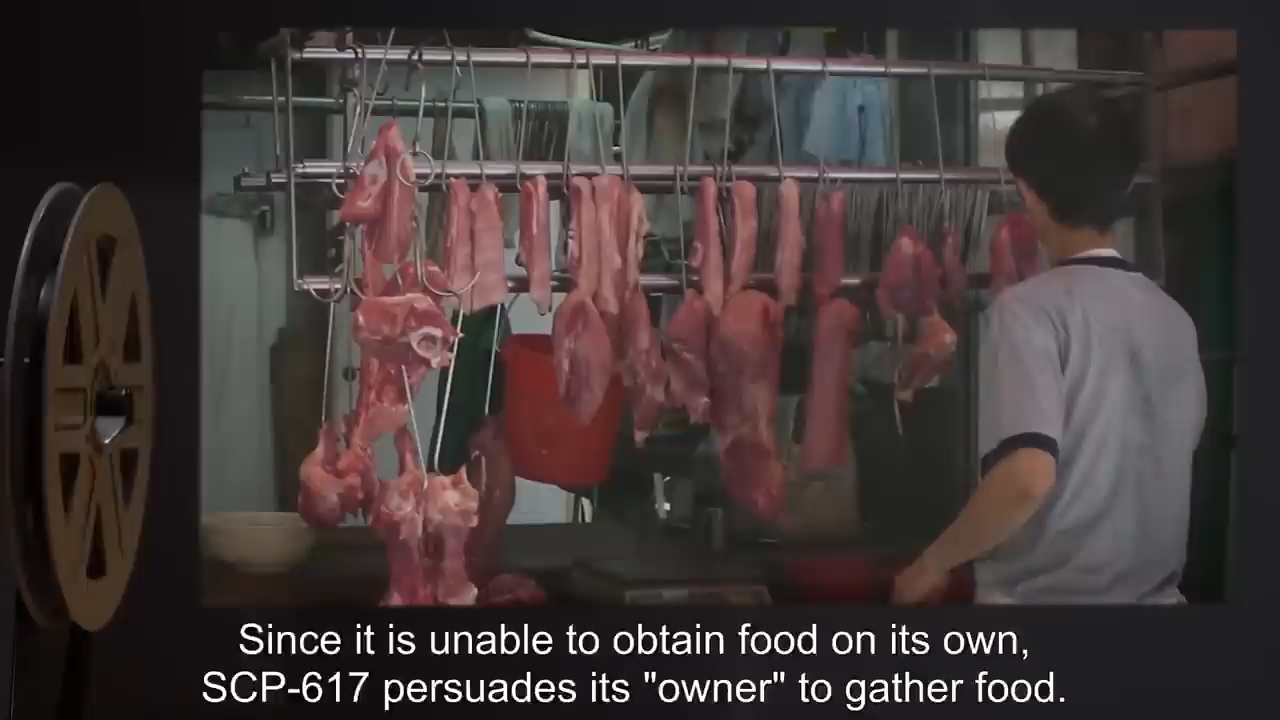 Since it is unable to obtain food on its own,
SCP-617 persuades its "owner" to gather food.